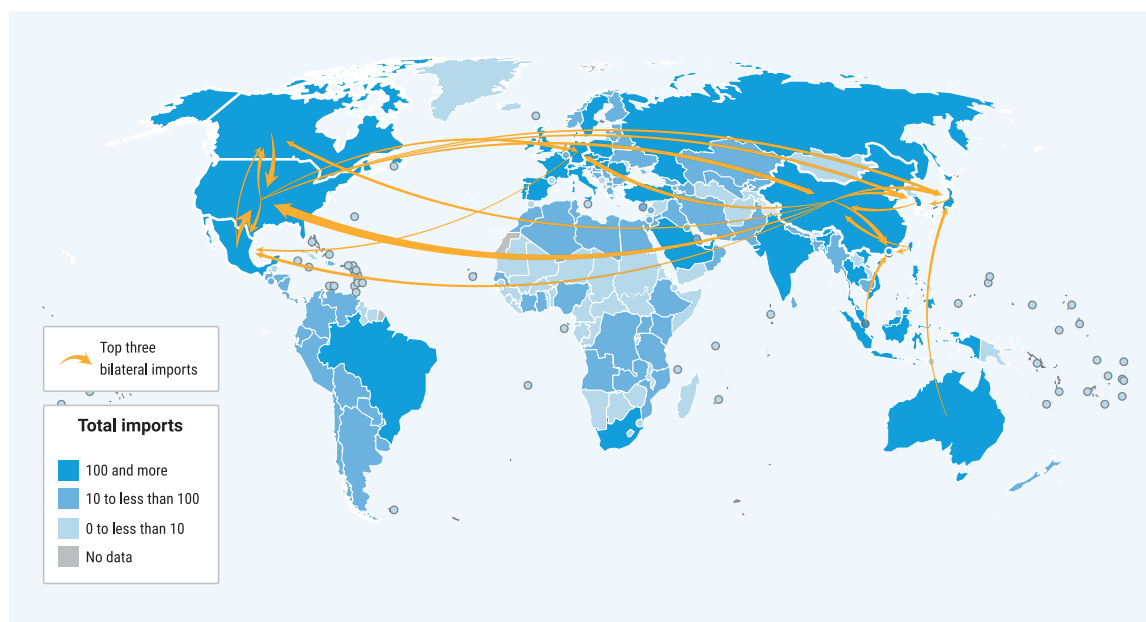 Top three
bilateral imports
Total imports
100 and more
10 to less than 100
0 to less than 10
No data